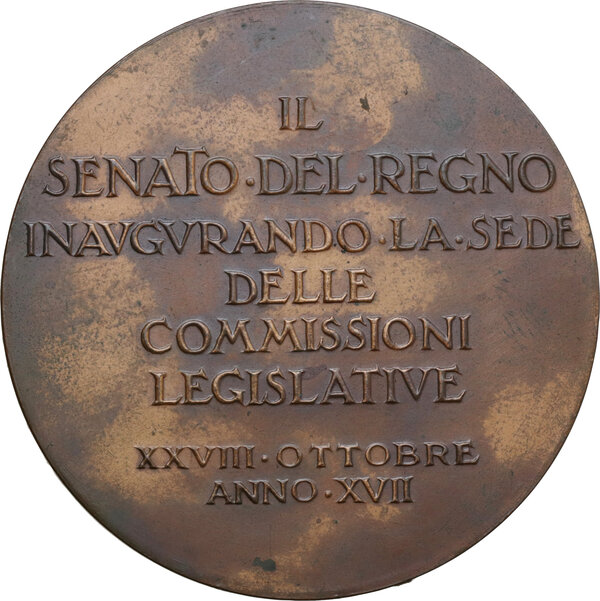 IL
SENATO·DEL·REGNO
INAVGVRANDO·LA·SEDE
DELLE
COMMISSIONI
LEGISLATIVE
XXVIII·OTTOBRE
ANNO·XVII